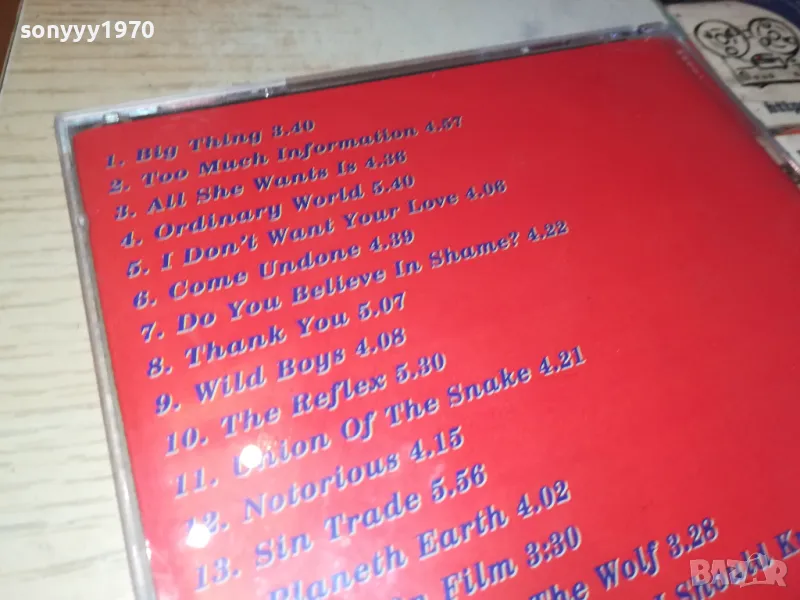 sonyyy1970
1. Big Thing 3.40
2. Too Much Information 4.57
3. All She Wants Is 4.36
4. Ordinary World 5.40
5. I Don't Want Your Love 4.06
6. Come Undone 4.39
7. Do You Believe In Shame? 4.22
8. Thank You 5.07
9. Wild Boys 4.08
10. The Reflex 5.30
11. Union Of The Snake 4.21
12. Notorious 4.15
13. Sin Trade 5.56
Planeth Earth 4.02
Film 3:30
The Wolf 3.28
I Should
BAZAR